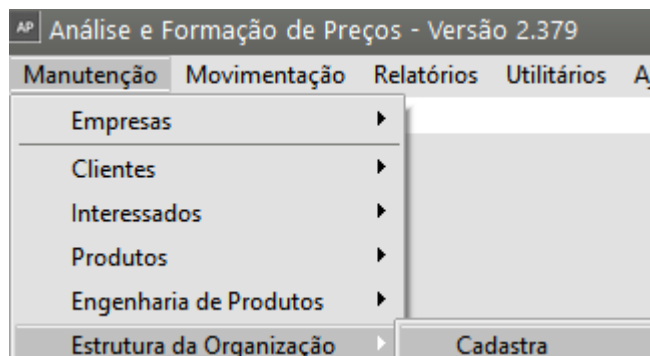 AP Análise e Formação de Preços - Versão 2.379
Manutenção Movimentação Relatórios Utilitários
Empresas
Clientes
Interessados
Produtos
Engenharia de Produtos
Estrutura da Organização Cadastra